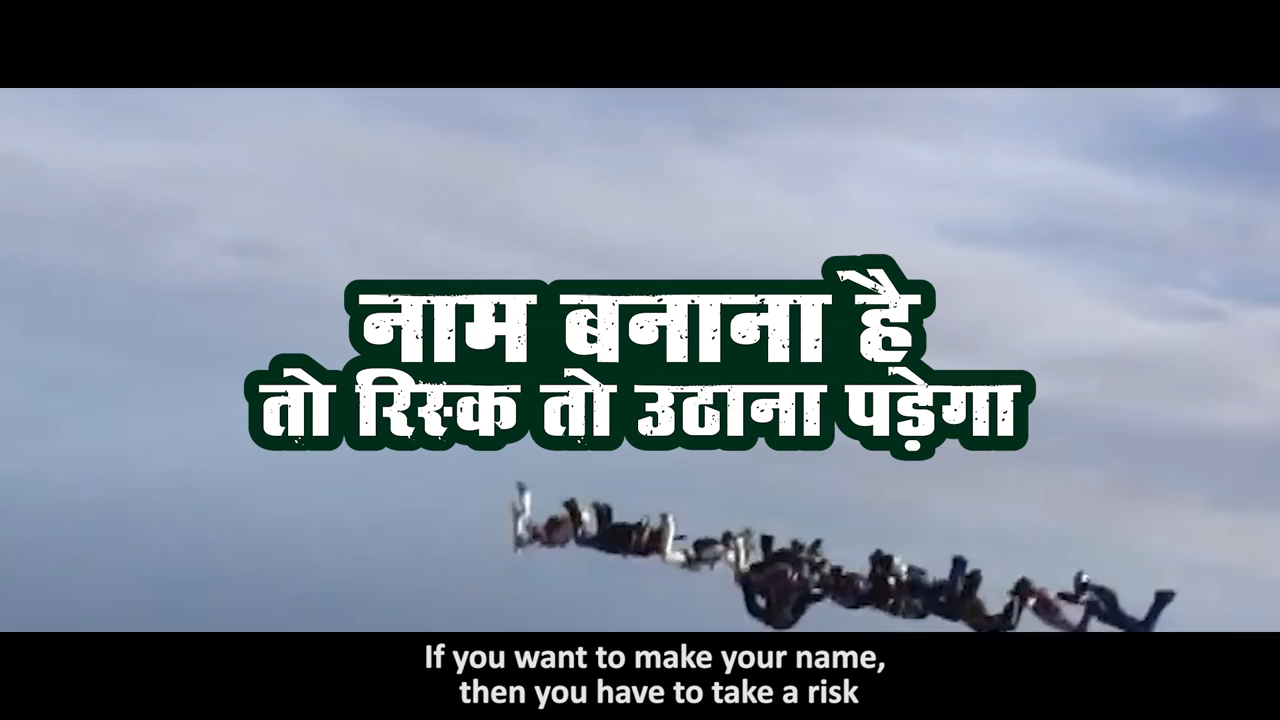 नाम बनाना है
तो रिस्क तो उठाना पड़ेगा
If you want to make your name,
then you have to take a risk